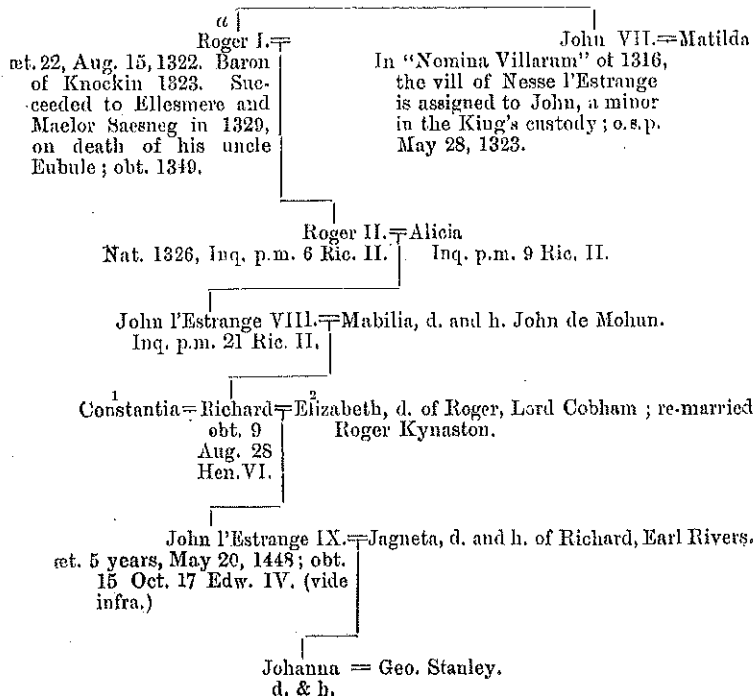 a
Roger I.
æt. 22, Aug. 15, 1322. Baron
of Knockin 1323. Suc-
ceeded to Ellesmere and
Maelor Saesneg in 1329,
on death of his uncle
Eubule; obt. 1349.
John VII.=Matilda
In "Nomina Villarum" of 1316,
the vill of Nesse l'Estrange
is assigned to John, a minor
in the King's custody; o.s.p.
May 28, 1323.
Roger II.=Alicia
Nat. 1326, Inq. p.m. 6 Ric. II. Inq. p.m. 9 Ric. II.
John l'Estrange VIII.=Mabilia, d. and h. John de Mohun.
Inq. p.m. 21 Ric. II.
1 2
Constantia=Richard=Elizabeth, d. of Roger, Lord Cobham; re-married
obt. 9 Roger Kynaston.
Aug. 28
Hen. VI.
John l'Estrange IX.=Jagneta, d. and h. of Richard, Earl Rivers.
æt. 5 years, May 20, 1448; obt.
15 Oct. 17 Edw. IV. (vide
infra.)
Johanna = Geo. Stanley.
d. & h.